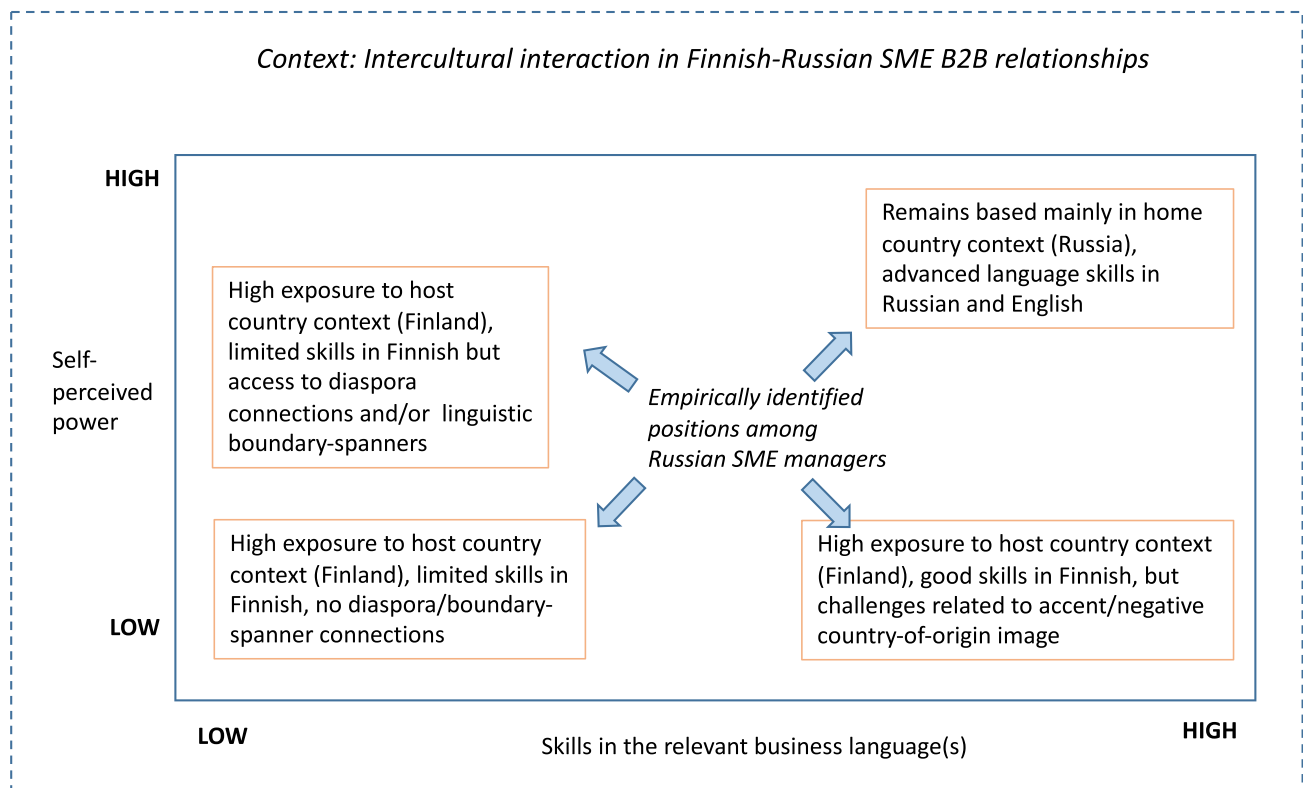 Context: Intercultural interaction in Finnish-Russian SME B2B relationships
HIGH
Remains based mainly in home
country context (Russia),
advanced language skills in
Russian and English
High exposure to host
country context (Finland),
limited skills in Finnish but
access to diaspora
connections and/or linguistic
boundary-spanners
Self-
perceived
power
Empirically identified
positions among
Russian SME managers
High exposure to host country
context (Finland), limited skills in
Finnish, no diaspora/boundary-
spanner connections
High exposure to host country context
(Finland), good skills in Finnish, but
challenges related to accent/negative
country-of-origin image
LOW
LOW
Skills in the relevant business language(s)
HIGH